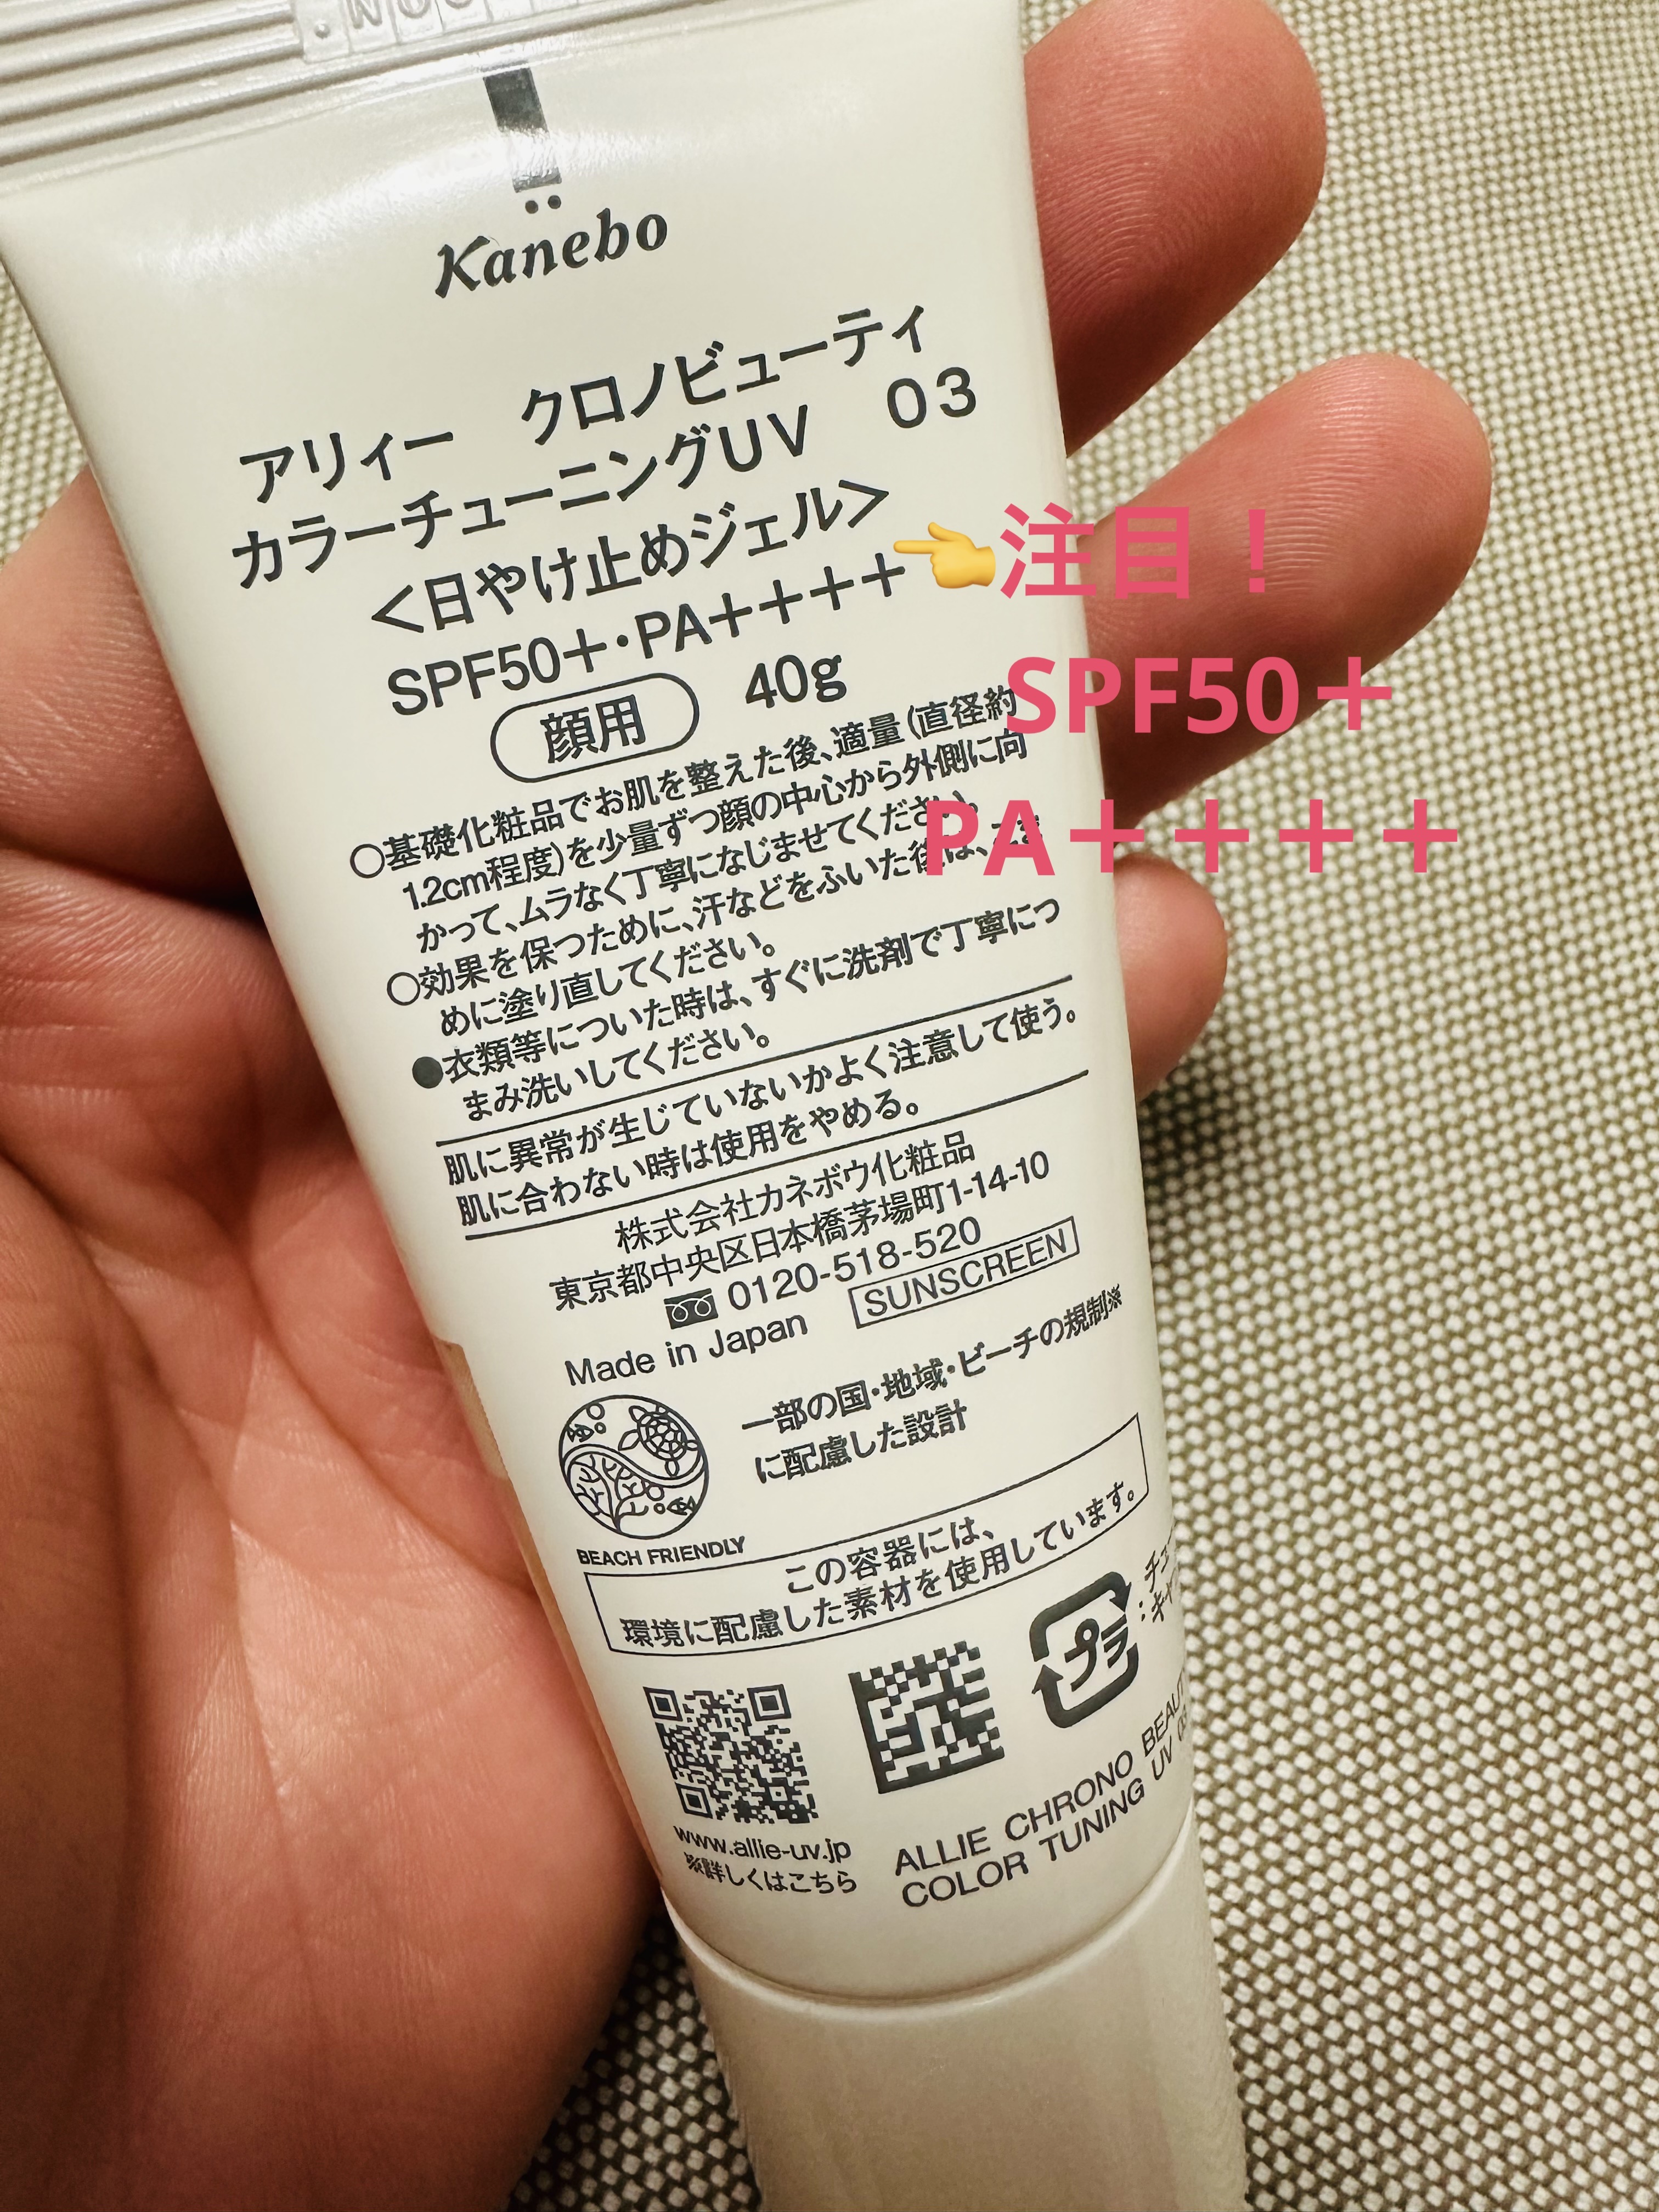 Kanebo
アリィー クロノビューティ
カラーチューニングUV 03
＜日やけ止めジェル＞
SPF50＋・PA＋＋＋＋
顔用 40g
👈注目！
SPF50＋
PA＋＋＋＋
○基礎化粧品でお肌を整えた後、適量(直径約
1.2cm程度)を少量ずつ顔の中心から外側に向
かって、ムラなく丁寧になじませてください。
○効果を保つために、汗などをふいた後は、
めに塗り直してください。
●衣類等についた時は、すぐに洗剤で丁寧につ
まみ洗いしてください。
肌に異常が生じていないかよく注意して使う。
肌に合わない時は使用をやめる。
株式会社カネボウ化粧品
東京都中央区日本橋茅場町1-14-10
0120-518-520
Made in Japan SUNSCREEN
一部の国・地域・ビーチの規制※
に配慮した設計
BEACH FRIENDLY
この容器には、
環境に配慮した素材を使用しています。
プラ
www.allie-uv.jp
※詳しくはこちら
ALLIE CHRONO
COLOR TUNING UV